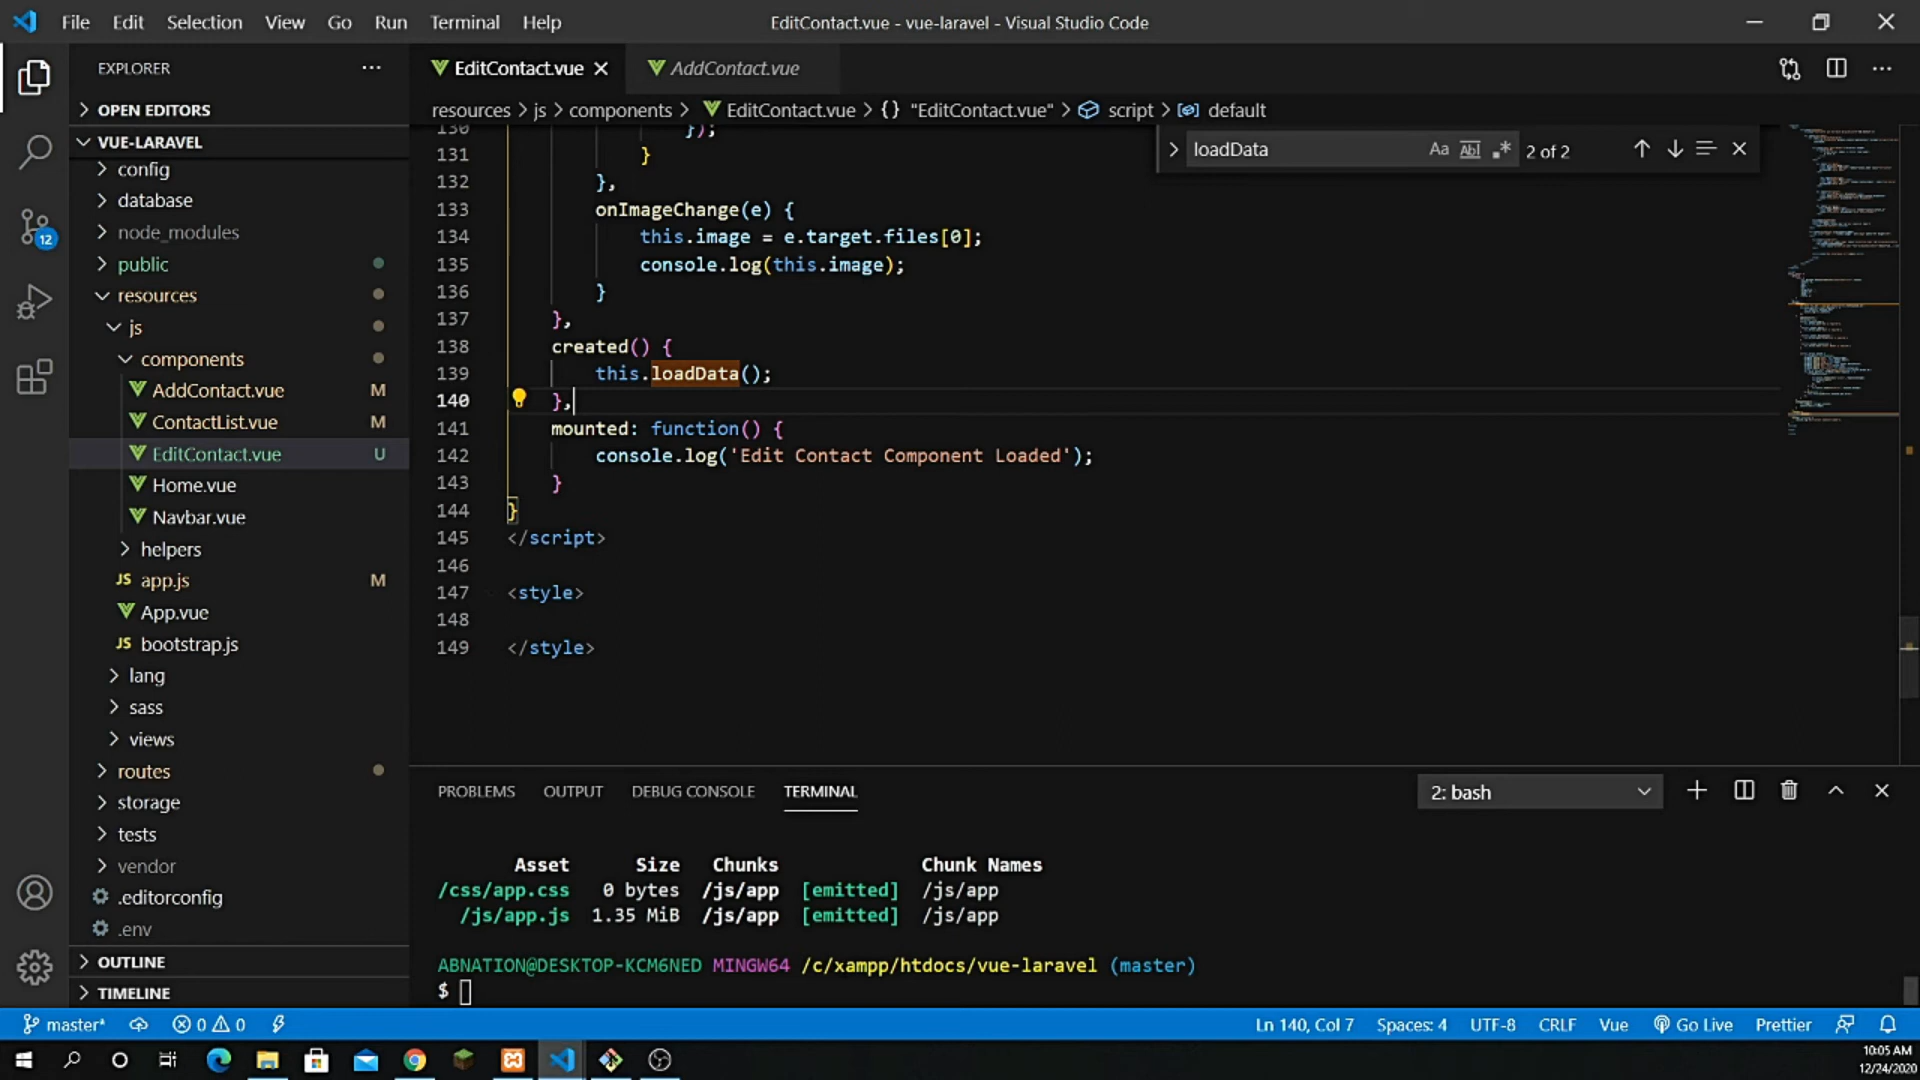 File Edit Selection View Go Run Terminal Help
EditContact.vue - vue-laravel - Visual Studio Code
EXPLORER
OPEN EDITORS
VUE-LARAVEL
config
database
node_modules
public
resources
js
components
AddContact.vue M
ContactList.vue M
EditContact.vue U
Home.vue
Navbar.vue
helpers
JS app.js M
App.vue
JS bootstrap.js
lang
sass
views
routes
storage
tests
vendor
.editorconfig
.env
OUTLINE
TIMELINE
12
EditContact.vue
AddContact.vue
resources > js > components > EditContact.vue > {} "EditContact.vue" > script > default
loadData Aa Abl .* 2 of 2
130 });
131 }
132 },
133 onImageChange(e) {
134 this.image = e.target.files[0];
135 console.log(this.image);
136 }
137 },
138 created() {
139 this.loadData();
140 },
141 mounted: function() {
142 console.log('Edit Contact Component Loaded');
143 }
144 }
145 </script>
146
147 <style>
148
149 </style>
PROBLEMS OUTPUT DEBUG CONSOLE TERMINAL
2: bash
Asset Size Chunks Chunk Names
/css/app.css 0 bytes /js/app [emitted] /js/app
/js/app.js 1.35 MiB /js/app [emitted] /js/app
ABNATION@DESKTOP-KCM6NED MINGW64 /c/xampp/htdocs/vue-laravel (master)
$
master* 0 0 Ln 140, Col 7 Spaces: 4 UTF-8 CRLF Vue Go Live Prettier
10:05 AM
12/24/2020